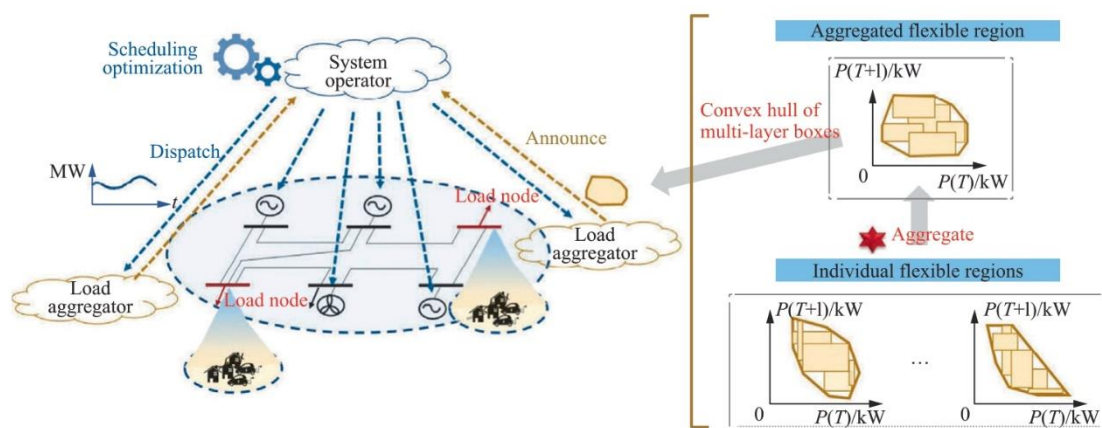 Scheduling
optimization
System
operator
Dispatch
Announce
MW
t
Load node
Load
aggregator
Load
aggregator
Load node
Convex hull of
multi-layer boxes
Aggregated flexible region
P(T+1)/kW
0
P(T)/kW
Aggregate
Individual flexible regions
P(T+1)/kW
0
P(T)/kW
...
P(T+1)/kW
0
P(T)/kW